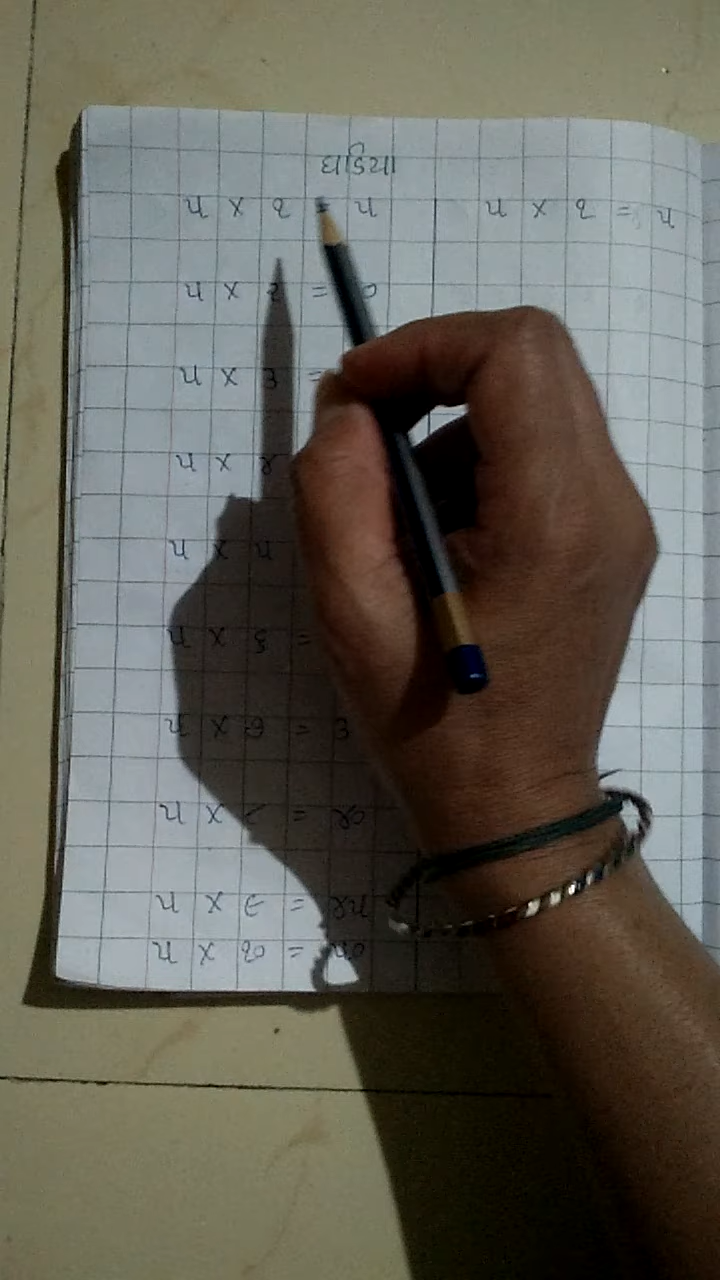 ઘડિયા
૫ x ૧ = ૫
૫ x ૧ = ૫
૫ x ૨ =
૫ x ૩ =
૫ x ૪
૫ x ૫
૫ x ૬ =
૫ x ૭ = ૩
૫ x ૮ = ૪૦
૫ x ૯ = ૪૫
૫ x ૧૦ = ૫૦